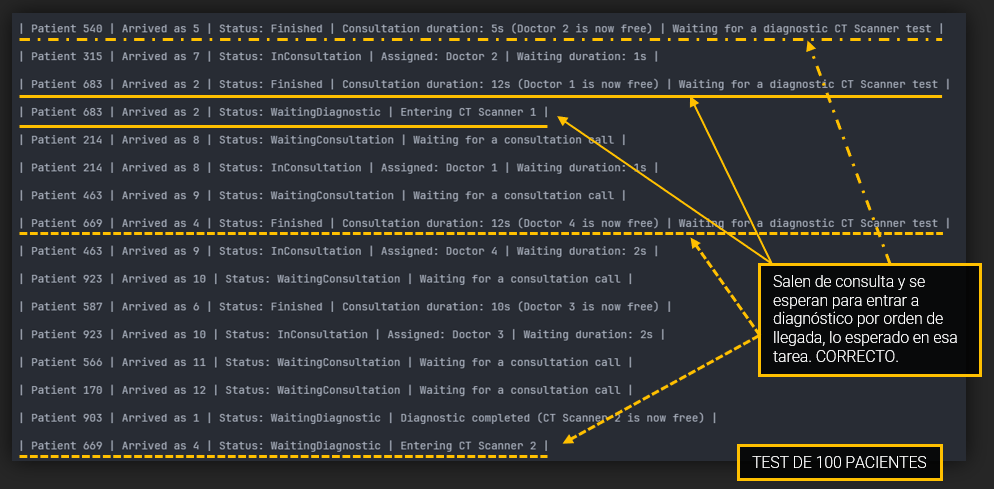 | Patient 540 | Arrived as 5 | Status: Finished | Consultation duration: 5s (Doctor 2 is now free) | Waiting for a diagnostic CT Scanner test |
| Patient 315 | Arrived as 7 | Status: InConsultation | Assigned: Doctor 2 | Waiting duration: 1s |
| Patient 683 | Arrived as 2 | Status: Finished | Consultation duration: 12s (Doctor 1 is now free) | Waiting for a diagnostic CT Scanner test |
| Patient 683 | Arrived as 2 | Status: WaitingDiagnostic | Entering CT Scanner 1 |
| Patient 214 | Arrived as 8 | Status: WaitingConsultation | Waiting for a consultation call |
| Patient 214 | Arrived as 8 | Status: InConsultation | Assigned: Doctor 1 | Waiting duration: 1s |
| Patient 463 | Arrived as 9 | Status: WaitingConsultation | Waiting for a consultation call |
| Patient 669 | Arrived as 4 | Status: Finished | Consultation duration: 12s (Doctor 4 is now free) | Waiting for a diagnostic CT Scanner test |
| Patient 463 | Arrived as 9 | Status: InConsultation | Assigned: Doctor 4 | Waiting duration: 2s |
| Patient 923 | Arrived as 10 | Status: WaitingConsultation | Waiting for a consultation call |
| Patient 587 | Arrived as 6 | Status: Finished | Consultation duration: 10s (Doctor 3 is now free) |
| Patient 923 | Arrived as 10 | Status: InConsultation | Assigned: Doctor 3 | Waiting duration: 2s |
| Patient 566 | Arrived as 11 | Status: WaitingConsultation | Waiting for a consultation call |
| Patient 170 | Arrived as 12 | Status: WaitingConsultation | Waiting for a consultation call |
| Patient 903 | Arrived as 1 | Status: WaitingDiagnostic | Diagnostic completed (CT Scanner 2 is now free) |
| Patient 669 | Arrived as 4 | Status: WaitingDiagnostic | Entering CT Scanner 2 |
Salen de consulta y se
esperan para entrar a
diagnóstico por orden de
llegada, lo esperado en esa
tarea. CORRECTO.
TEST DE 100 PACIENTES